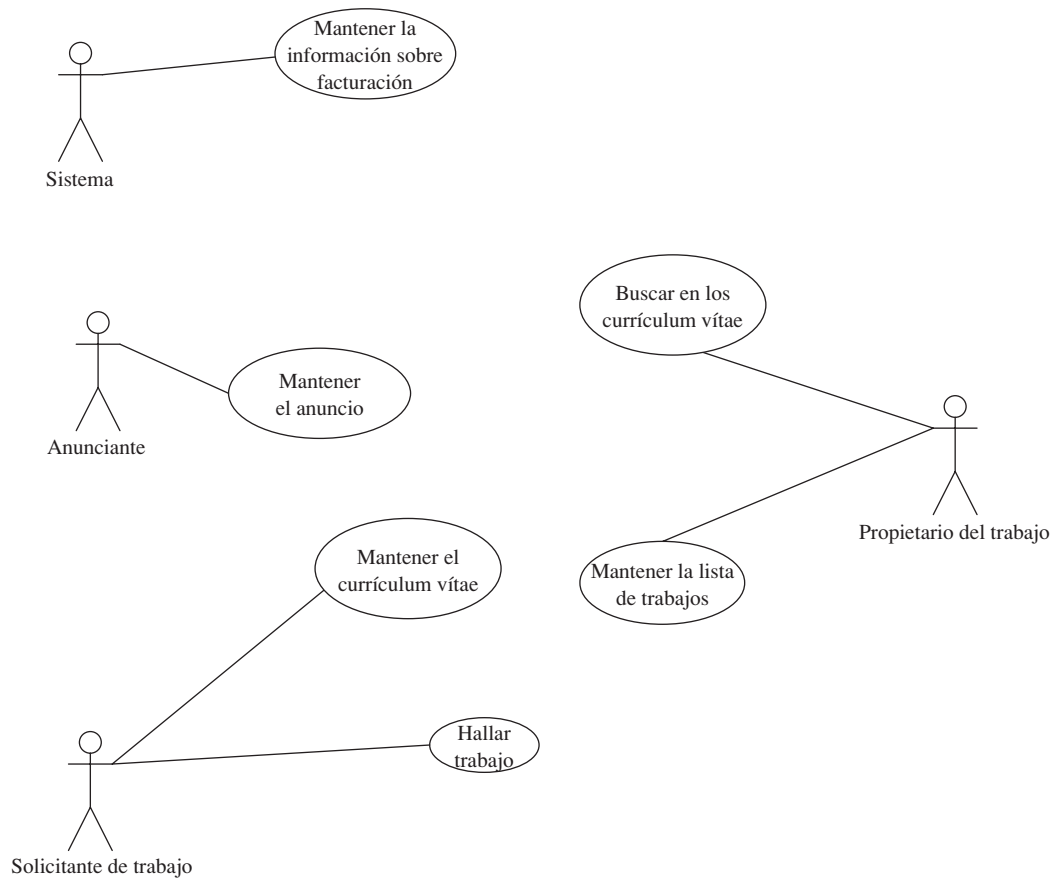 Mantener la
información sobre
facturación
Sistema
Buscar en los
currículum vítae
Mantener
el anuncio
Anunciante
Propietario del trabajo
Mantener el
currículum vítae
Mantener la lista
de trabajos
Hallar
trabajo
Solicitante de trabajo